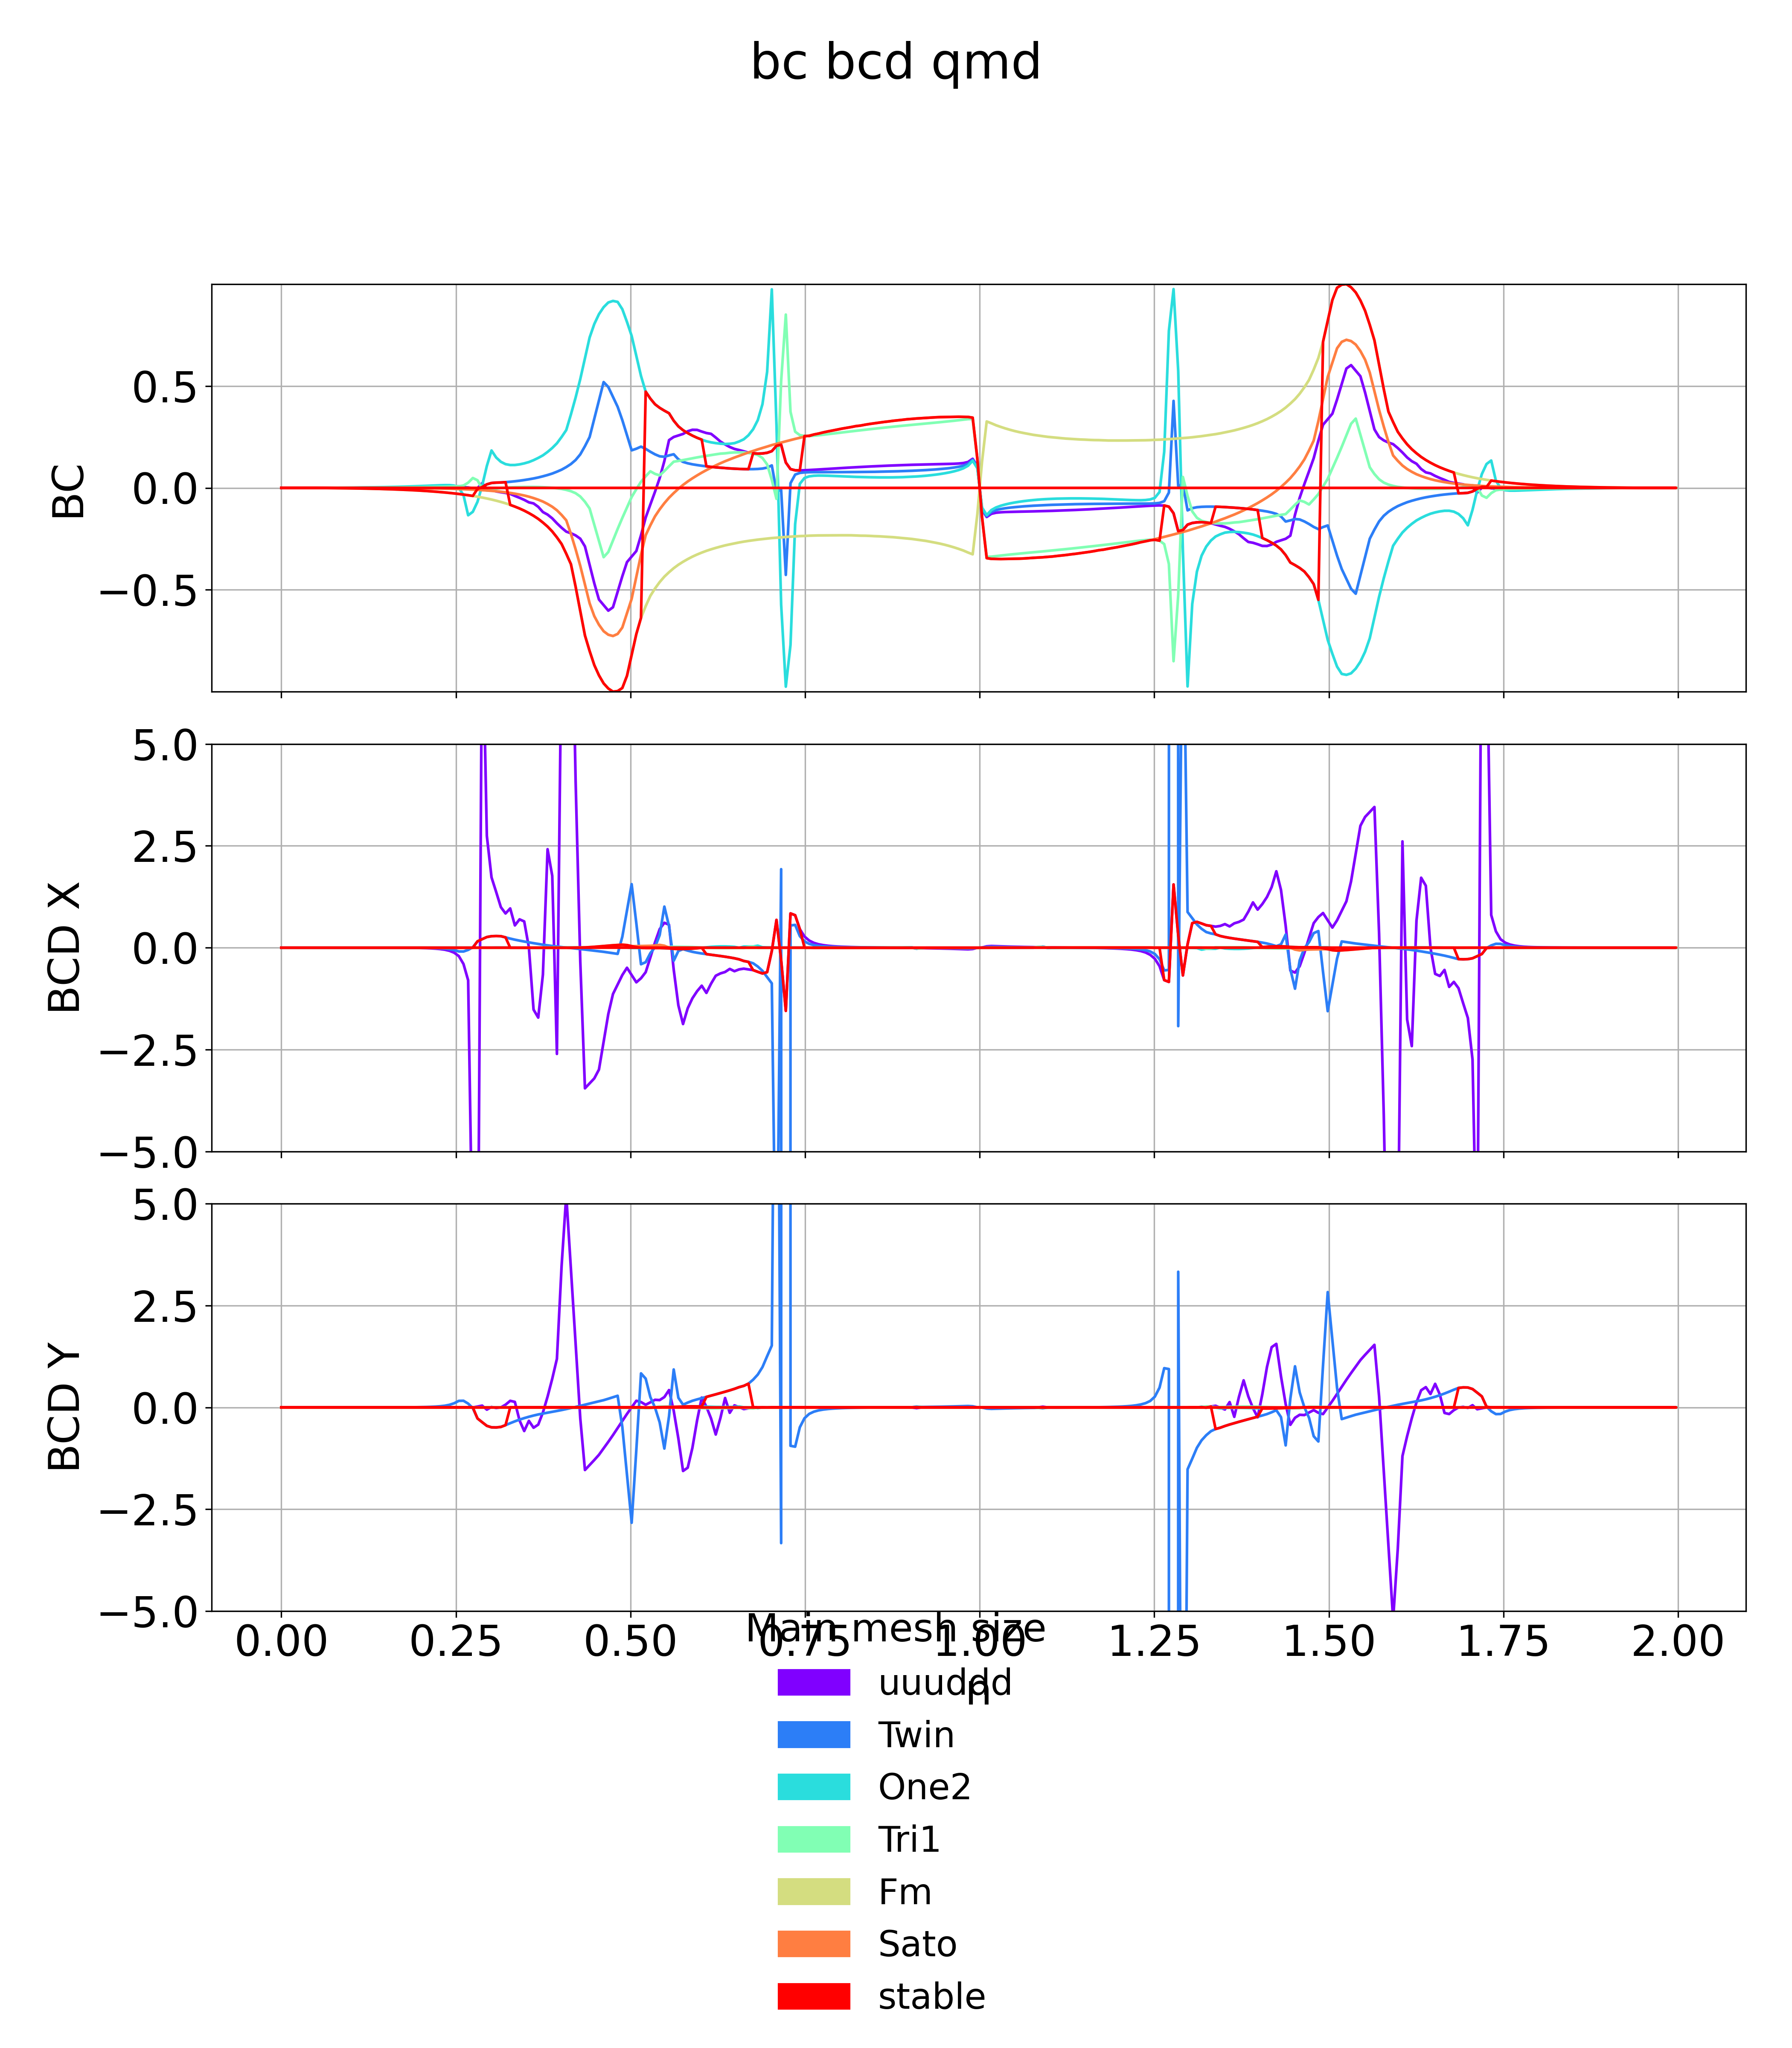 bc bcd qmd
BC
0.5
0.0
−0.5
BCD X
5.0
2.5
0.0
−2.5
−5.0
BCD Y
5.0
2.5
0.0
−2.5
−5.0
0.00 0.25 0.50 0.75 1.00 1.25 1.50 1.75 2.00
Main mesh size
η
uuuddd
Twin
One2
Tri1
Fm
Sato
stable